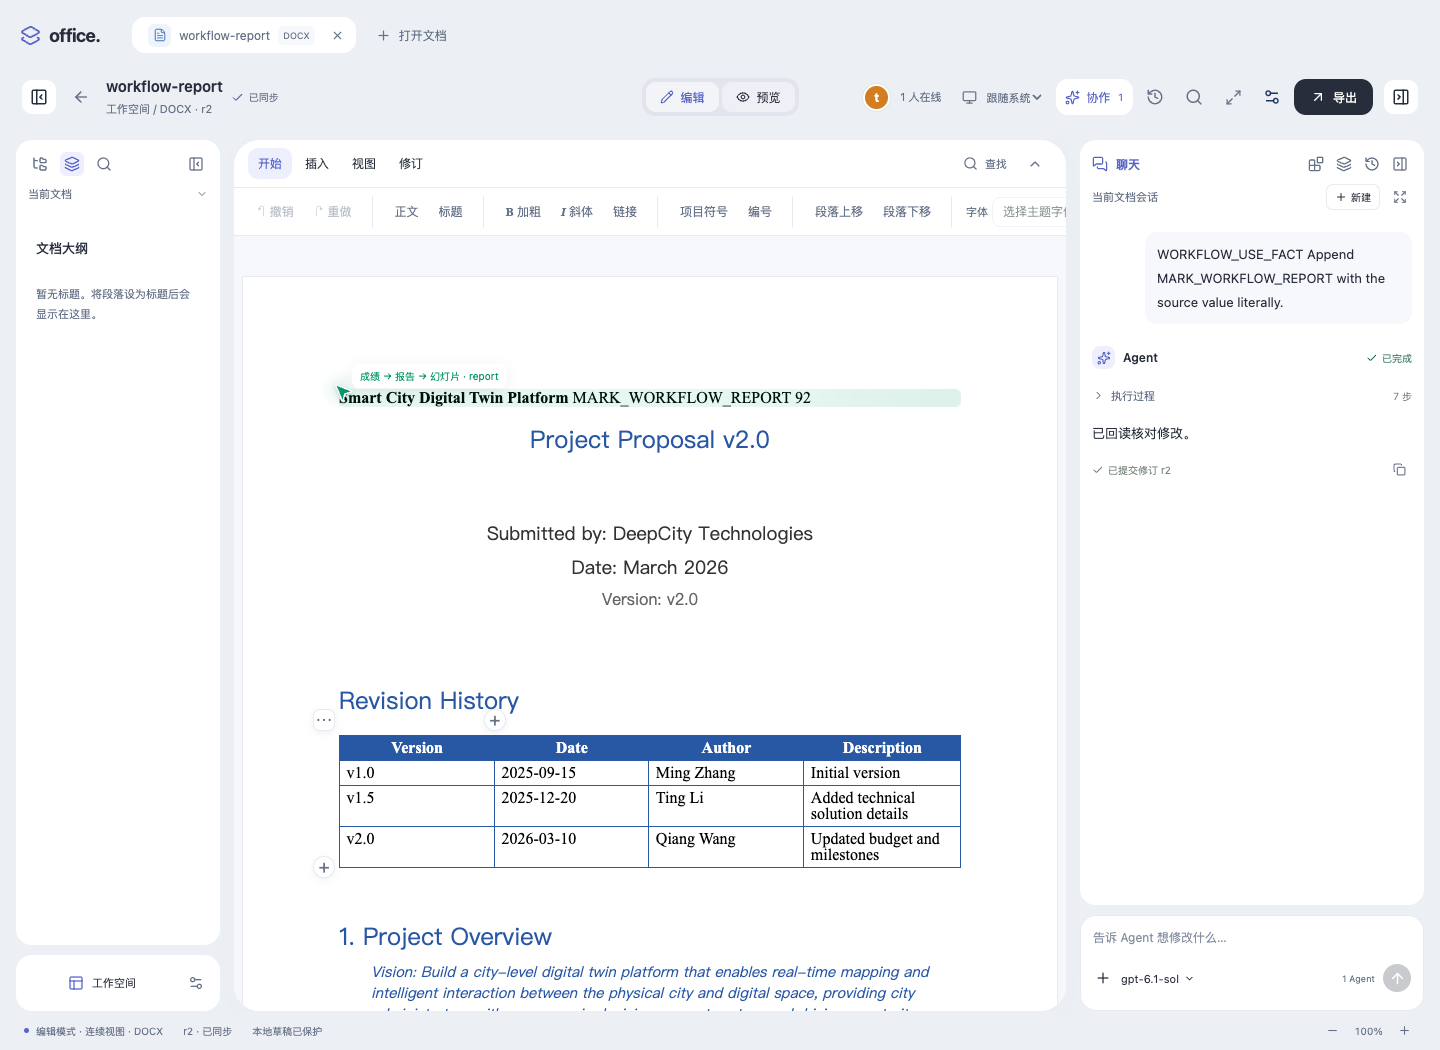 office.
workflow-report DOCX
打开文档
workflow-report
工作空间 / DOCX · r2
已同步
编辑
预览
t
1 人在线
跟随系统
协作 1
导出
当前文档
文档大纲
暂无标题。将段落设为标题后会
显示在这里。
工作空间
开始 插入 视图 修订
查找
撤销 重做 正文 标题 B 加粗 I 斜体 链接 项目符号 编号 段落上移 段落下移 字体 选择主题字
成绩 → 报告 → 幻灯片 · report
Smart City Digital Twin Platform MARK_WORKFLOW_REPORT 92
Project Proposal v2.0
Submitted by: DeepCity Technologies
Date: March 2026
Version: v2.0
Revision History
Version Date Author Description
v1.0 2025-09-15 Ming Zhang Initial version
v1.5 2025-12-20 Ting Li Added technical
solution details
v2.0 2026-03-10 Qiang Wang Updated budget and
milestones
1. Project Overview
Vision: Build a city-level digital twin platform that enables real-time mapping and
intelligent interaction between the physical city and digital space, providing city
聊天
当前文档会话
新建
WORKFLOW_USE_FACT Append
MARK_WORKFLOW_REPORT with the
source value literally.
Agent
已完成
执行过程
7 步
已回读核对修改。
已提交修订 r2
告诉 Agent 想修改什么...
gpt-6.1-sol
1 Agent
编辑模式 · 连续视图 · DOCX
r2 · 已同步
本地草稿已保护
100%